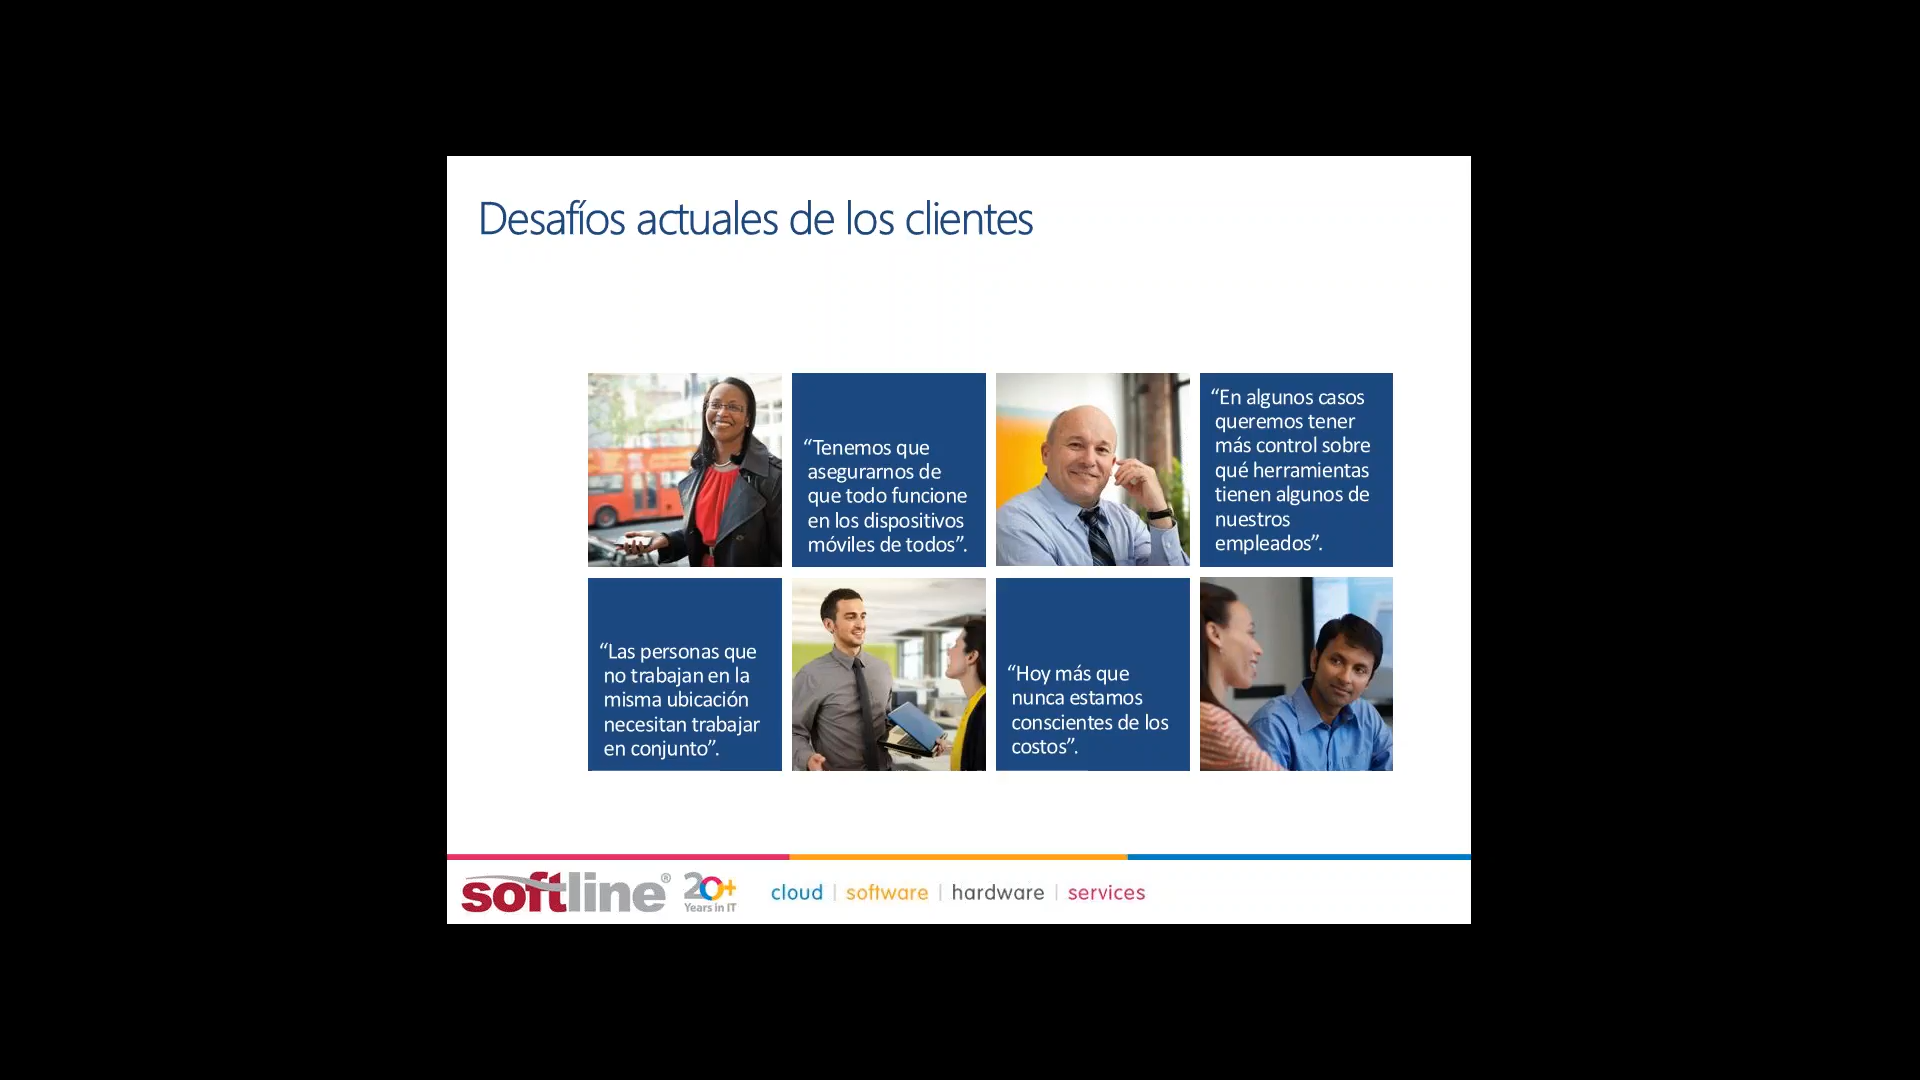 Desafíos actuales de los clientes
“Tenemos que
asegurarnos de
que todo funcione
en los dispositivos
móviles de todos”.
“En algunos casos
queremos tener
más control sobre
qué herramientas
tienen algunos de
nuestros
empleados”.
“Las personas que
no trabajan en la
misma ubicación
necesitan trabajar
en conjunto”.
“Hoy más que
nunca estamos
conscientes de los
costos”.
softline® 20+ Years in IT cloud | software | hardware | services